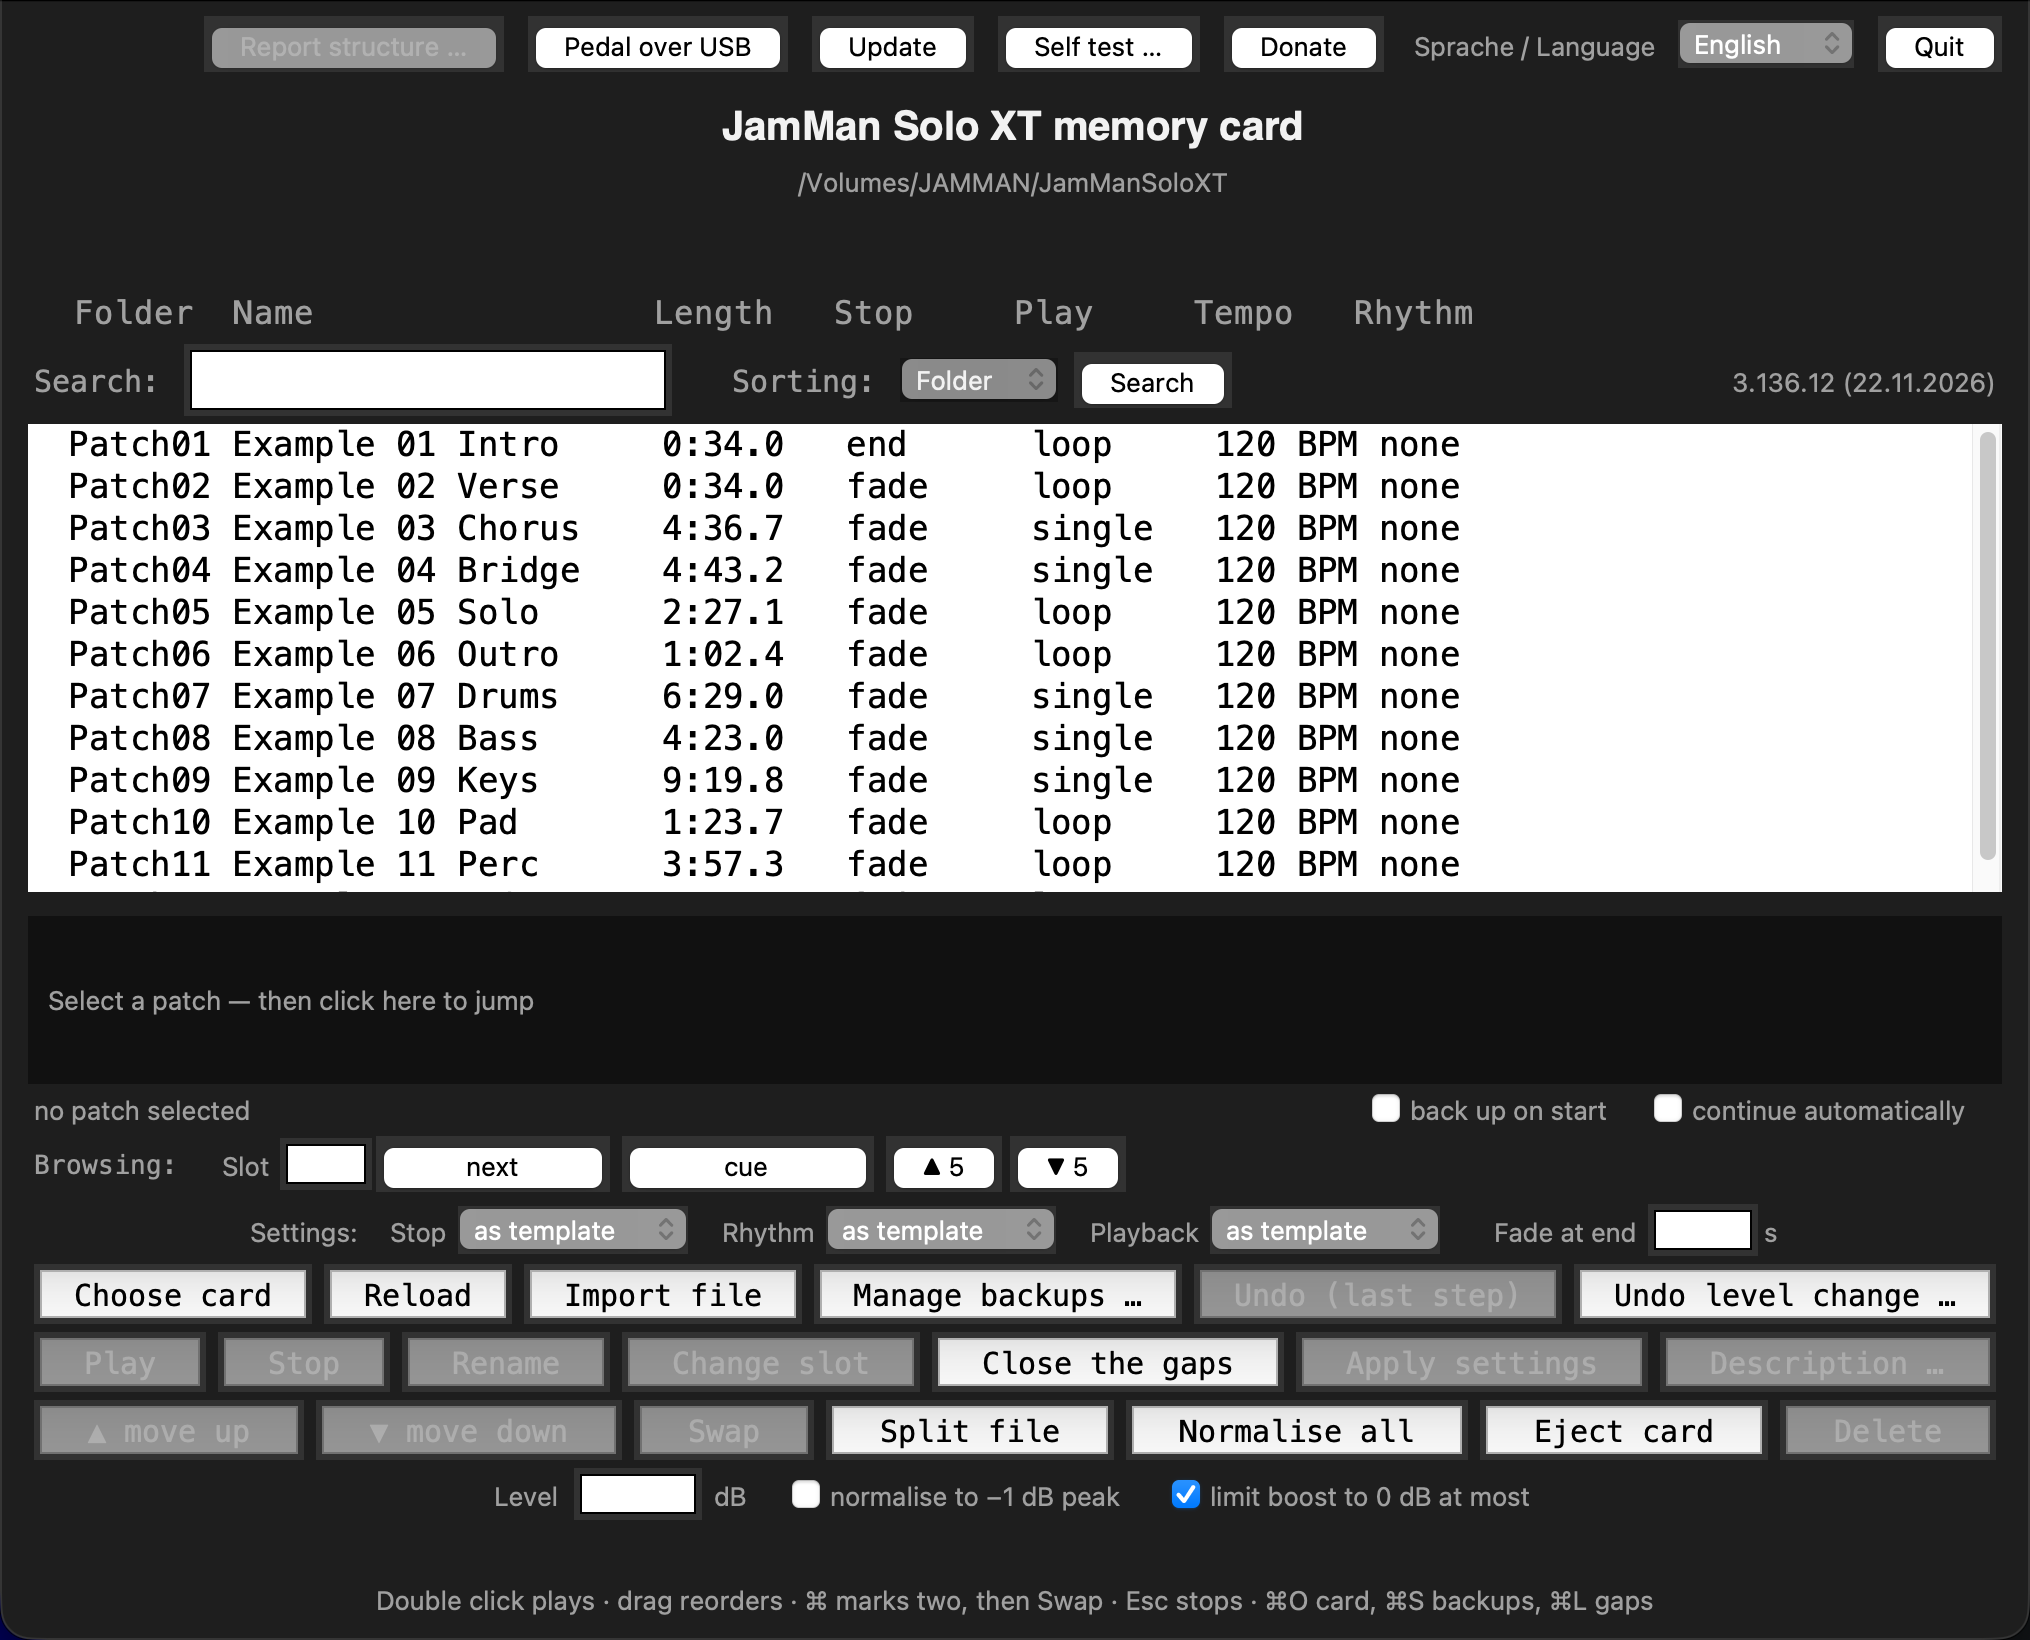 Report structure ... Pedal over USB Update Self test ... Donate Sprache / Language English Quit
JamMan Solo XT memory card
/Volumes/JAMMAN/JamManSoloXT
Folder Name Length Stop Play Tempo Rhythm
Search: Sorting: Folder Search 3.136.12 (22.11.2026)
Patch01 Example 01 Intro 0:34.0 end loop 120 BPM none
Patch02 Example 02 Verse 0:34.0 fade loop 120 BPM none
Patch03 Example 03 Chorus 4:36.7 fade single 120 BPM none
Patch04 Example 04 Bridge 4:43.2 fade single 120 BPM none
Patch05 Example 05 Solo 2:27.1 fade loop 120 BPM none
Patch06 Example 06 Outro 1:02.4 fade loop 120 BPM none
Patch07 Example 07 Drums 6:29.0 fade single 120 BPM none
Patch08 Example 08 Bass 4:23.0 fade single 120 BPM none
Patch09 Example 09 Keys 9:19.8 fade single 120 BPM none
Patch10 Example 10 Pad 1:23.7 fade loop 120 BPM none
Patch11 Example 11 Perc 3:57.3 fade loop 120 BPM none
Select a patch — then click here to jump
no patch selected back up on start continue automatically
Browsing: Slot next cue ▲ 5 ▼ 5
Settings: Stop as template Rhythm as template Playback as template Fade at end s
Choose card Reload Import file Manage backups … Undo (last step) Undo level change …
Play Stop Rename Change slot Close the gaps Apply settings Description …
▲ move up ▼ move down Swap Split file Normalise all Eject card Delete
Level dB normalise to –1 dB peak limit boost to 0 dB at most
Double click plays · drag reorders · ⌘ marks two, then Swap · Esc stops · ⌘O card, ⌘S backups, ⌘L gaps